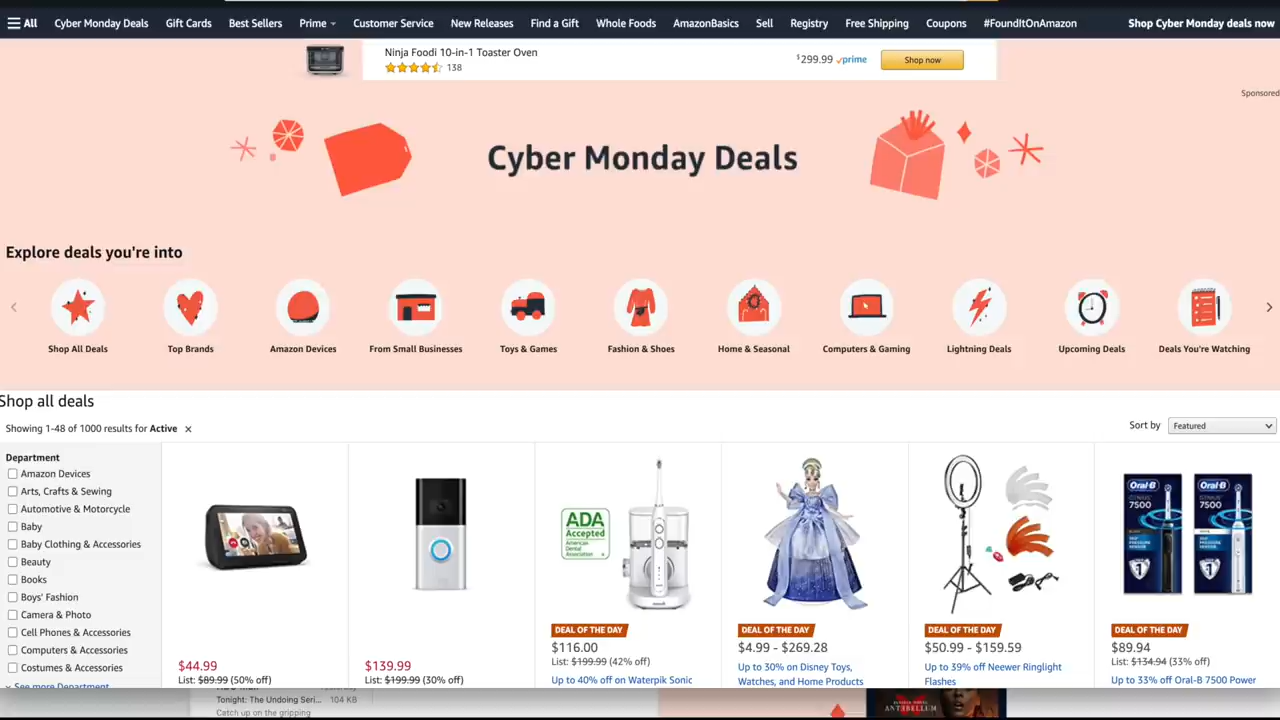 All Cyber Monday Deals Gift Cards Best Sellers Prime Customer Service New Releases Find a Gift Whole Foods AmazonBasics Sell Registry Free Shipping Coupons #FoundItOnAmazon Shop Cyber Monday deals now
Ninja Foodi 10-in-1 Toaster Oven
138
$299.99 prime
Shop now
Sponsored
Cyber Monday Deals
Explore deals you're into
Shop All Deals Top Brands Amazon Devices From Small Businesses Toys & Games Fashion & Shoes Home & Seasonal Computers & Gaming Lightning Deals Upcoming Deals Deals You're Watching
Shop all deals
Showing 1-48 of 1000 results for Active ×
Sort by Featured
Department
Amazon Devices
Arts, Crafts & Sewing
Automotive & Motorcycle
Baby
Baby Clothing & Accessories
Beauty
Books
Boys' Fashion
Camera & Photo
Cell Phones & Accessories
Computers & Accessories
Costumes & Accessories
See more Department
$44.99
List: $89.99 (50% off)
$139.99
List: $199.99 (30% off)
ADA
Accepted
American
Dental
Association
DEAL OF THE DAY
$116.00
List: $199.99 (42% off)
Up to 40% off on Waterpik Sonic
DEAL OF THE DAY
$4.99 - $269.28
Up to 30% on Disney Toys,
Watches, and Home Products
DEAL OF THE DAY
$50.99 - $159.59
Up to 39% off Neewer Ringlight
Flashes
Oral-B Oral-B
7500 7500
DEAL OF THE DAY
$89.94
List: $134.94 (33% off)
Up to 33% off Oral-B 7500 Power
Tonight: The Undoing Seri... 104 KB
Catch up on the gripping
ANTEBELLUM